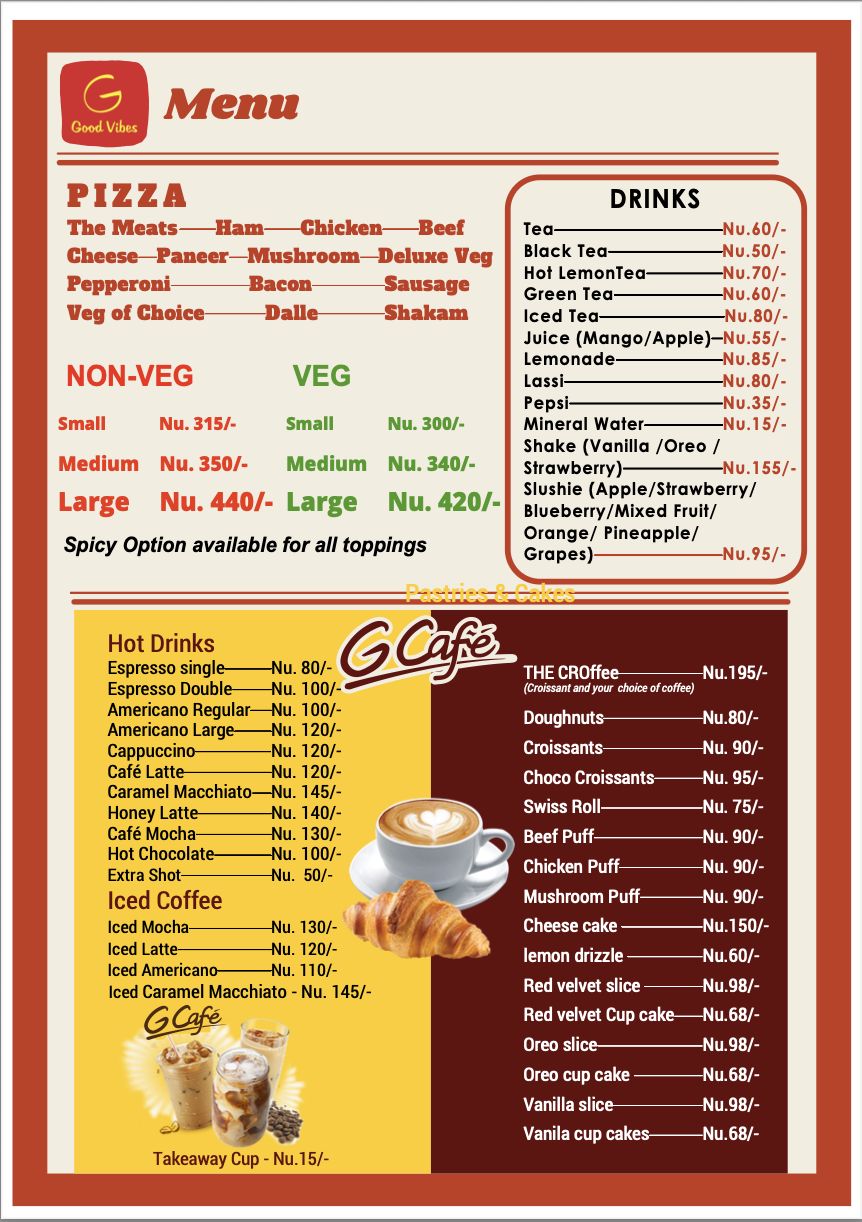 G
Good Vibes
Menu
PIZZA
The Meats Ham Chicken Beef
Cheese Paneer Mushroom Deluxe Veg
Pepperoni Bacon Sausage
Veg of Choice Dalle Shakam
NON-VEG VEG
Small Nu. 315/- Small Nu. 300/-
Medium Nu. 350/- Medium Nu. 340/-
Large Nu. 440/- Large Nu. 420/-
Spicy Option available for all toppings
DRINKS
Tea Nu.60/-
Black Tea Nu.50/-
Hot LemonTea Nu.70/-
Green Tea Nu.60/-
Iced Tea Nu.80/-
Juice (Mango/Apple) Nu.55/-
Lemonade Nu.85/-
Lassi Nu.80/-
Pepsi Nu.35/-
Mineral Water Nu.15/-
Shake (Vanilla /Oreo /
Strawberry) Nu.155/-
Slushie (Apple/Strawberry/
Blueberry/Mixed Fruit/
Orange/ Pineapple/
Grapes) Nu.95/-
Pastries & Cakes
G Café
Hot Drinks
Espresso single Nu. 80/-
Espresso Double Nu. 100/-
Americano Regular Nu. 100/-
Americano Large Nu. 120/-
Cappuccino Nu. 120/-
Café Latte Nu. 120/-
Caramel Macchiato Nu. 145/-
Honey Latte Nu. 140/-
Café Mocha Nu. 130/-
Hot Chocolate Nu. 100/-
Extra Shot Nu. 50/-
Iced Coffee
Iced Mocha Nu. 130/-
Iced Latte Nu. 120/-
Iced Americano Nu. 110/-
Iced Caramel Macchiato - Nu. 145/-
G Café
Takeaway Cup - Nu.15/-
THE CROffee Nu.195/-
(Croissant and your choice of coffee)
Doughnuts Nu.80/-
Croissants Nu. 90/-
Choco Croissants Nu. 95/-
Swiss Roll Nu. 75/-
Beef Puff Nu. 90/-
Chicken Puff Nu. 90/-
Mushroom Puff Nu. 90/-
Cheese cake Nu.150/-
lemon drizzle Nu.60/-
Red velvet slice Nu.98/-
Red velvet Cup cake Nu.68/-
Oreo slice Nu.98/-
Oreo cup cake Nu.68/-
Vanilla slice Nu.98/-
Vanila cup cakes Nu.68/-